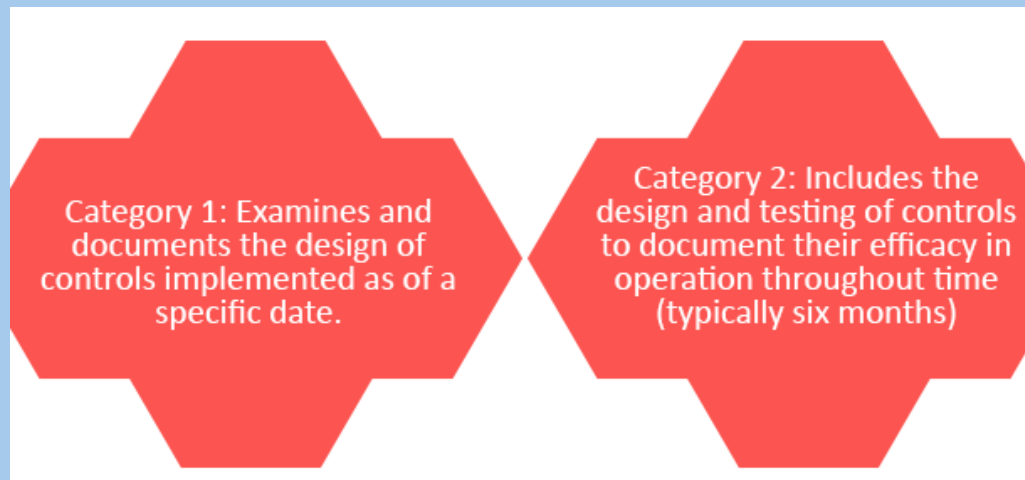 Category 1: Examines and
documents the design of
controls implemented as of a
specific date.
Category 2: Includes the
design and testing of controls
to document their efficacy in
operation throughout time
(typically six months)